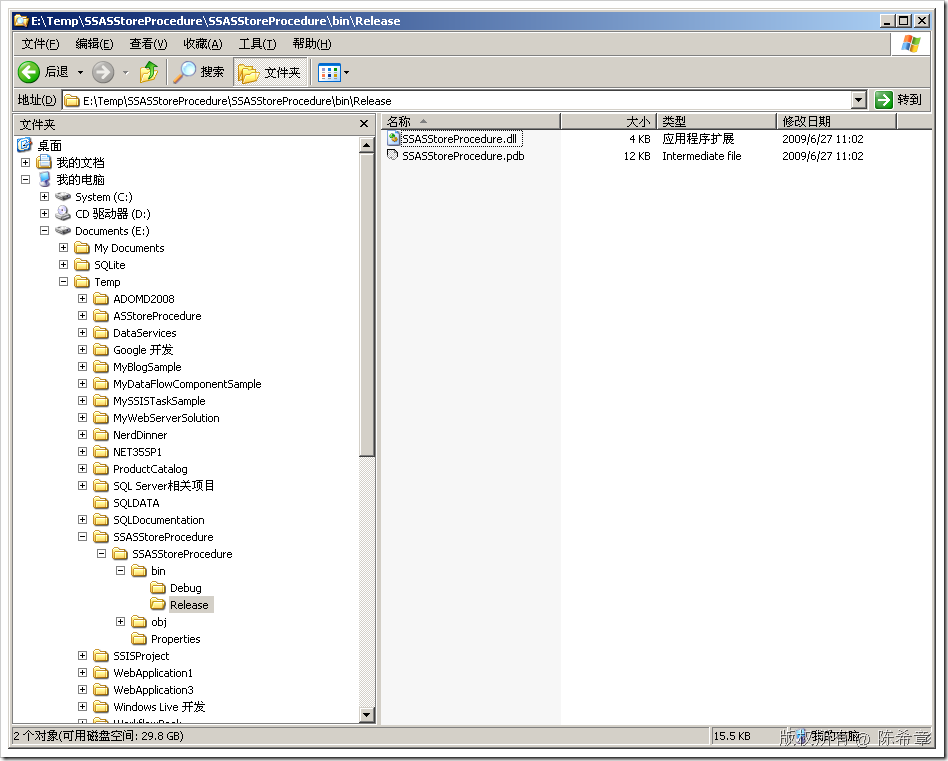 E:\Temp\SSASStoreProcedure\SSASStoreProcedure\bin\Release
文件(F) 编辑(E) 查看(V) 收藏(A) 工具(T) 帮助(H)
后退 搜索 文件夹
地址(D) E:\Temp\SSASStoreProcedure\SSASStoreProcedure\bin\Release 转到
文件夹
桌面
我的文档
我的电脑
System (C:)
CD 驱动器 (D:)
Documents (E:)
My Documents
SQLite
Temp
ADOMD2008
ASStoreProcedure
DataServices
Google 开发
MyBlogSample
MyDataFlowComponentSample
MySSISTaskSample
MyWebServerSolution
NerdDinner
NET35SP1
ProductCatalog
SQL Server相关项目
SQLDATA
SQLDocumentation
SSASStoreProcedure
SSASStoreProcedure
bin
Debug
Release
obj
Properties
SSISProject
WebApplication1
WebApplication3
Windows Live 开发
名称 大小 类型 修改日期
SSASStoreProcedure.dll 4 KB 应用程序扩展 2009/6/27 11:02
SSASStoreProcedure.pdb 12 KB Intermediate file 2009/6/27 11:02
2 个对象(可用磁盘空间: 29.8 GB) 15.5 KB 我的电脑
版权所有 @ 陈希章